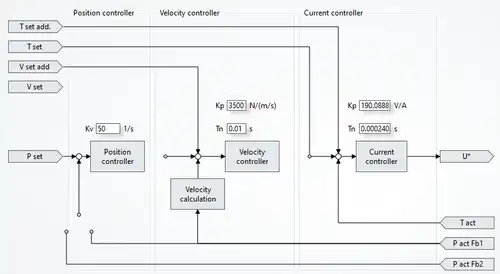 Position controller
Velocity controller
Current controller
T set add.
T set
V set add
V set
Kp 3500 N/(m/s)
Kp 190.0888 V/A
Kv 50 1/s
Tn 0.01 s
Tn 0.000240 s
P set
Position controller
Velocity controller
Current controller
U*
Velocity calculation
T act
P act Fb1
P act Fb2